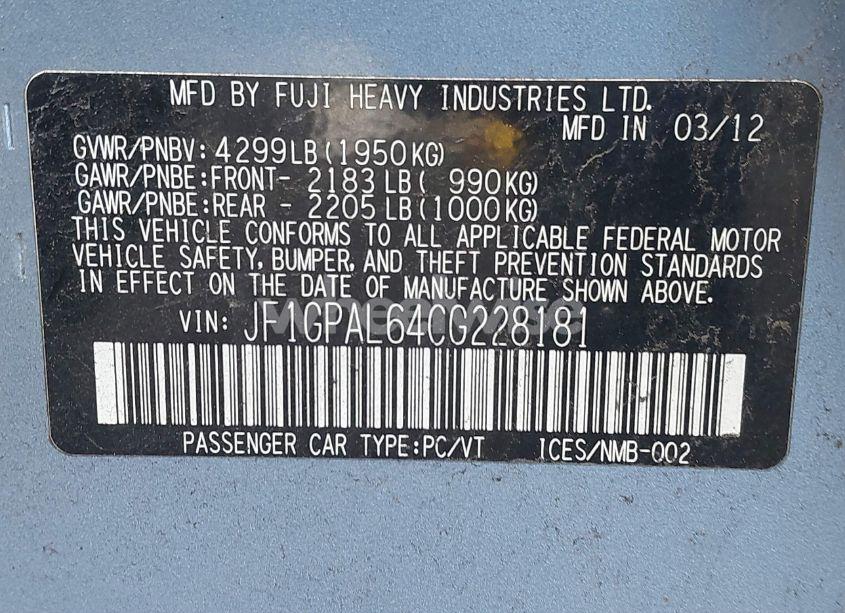 MFD BY FUJI HEAVY INDUSTRIES LTD.
MFD IN 03/12
GVWR/PNBV: 4299LB(1950KG)
GAWR/PNBE:FRONT- 2183 LB( 990KG)
GAWR/PNBE:REAR - 2205 LB(1000KG)
THIS VEHICLE CONFORMS TO ALL APPLICABLE FEDERAL MOTOR
VEHICLE SAFETY, BUMPER, AND THEFT PREVENTION STANDARDS
IN EFFECT ON THE DATE OF MANUFACTURE SHOWN ABOVE.
VIN: JF1GPAL64CG228181
PASSENGER CAR TYPE:PC/VT ICES/NMB-002